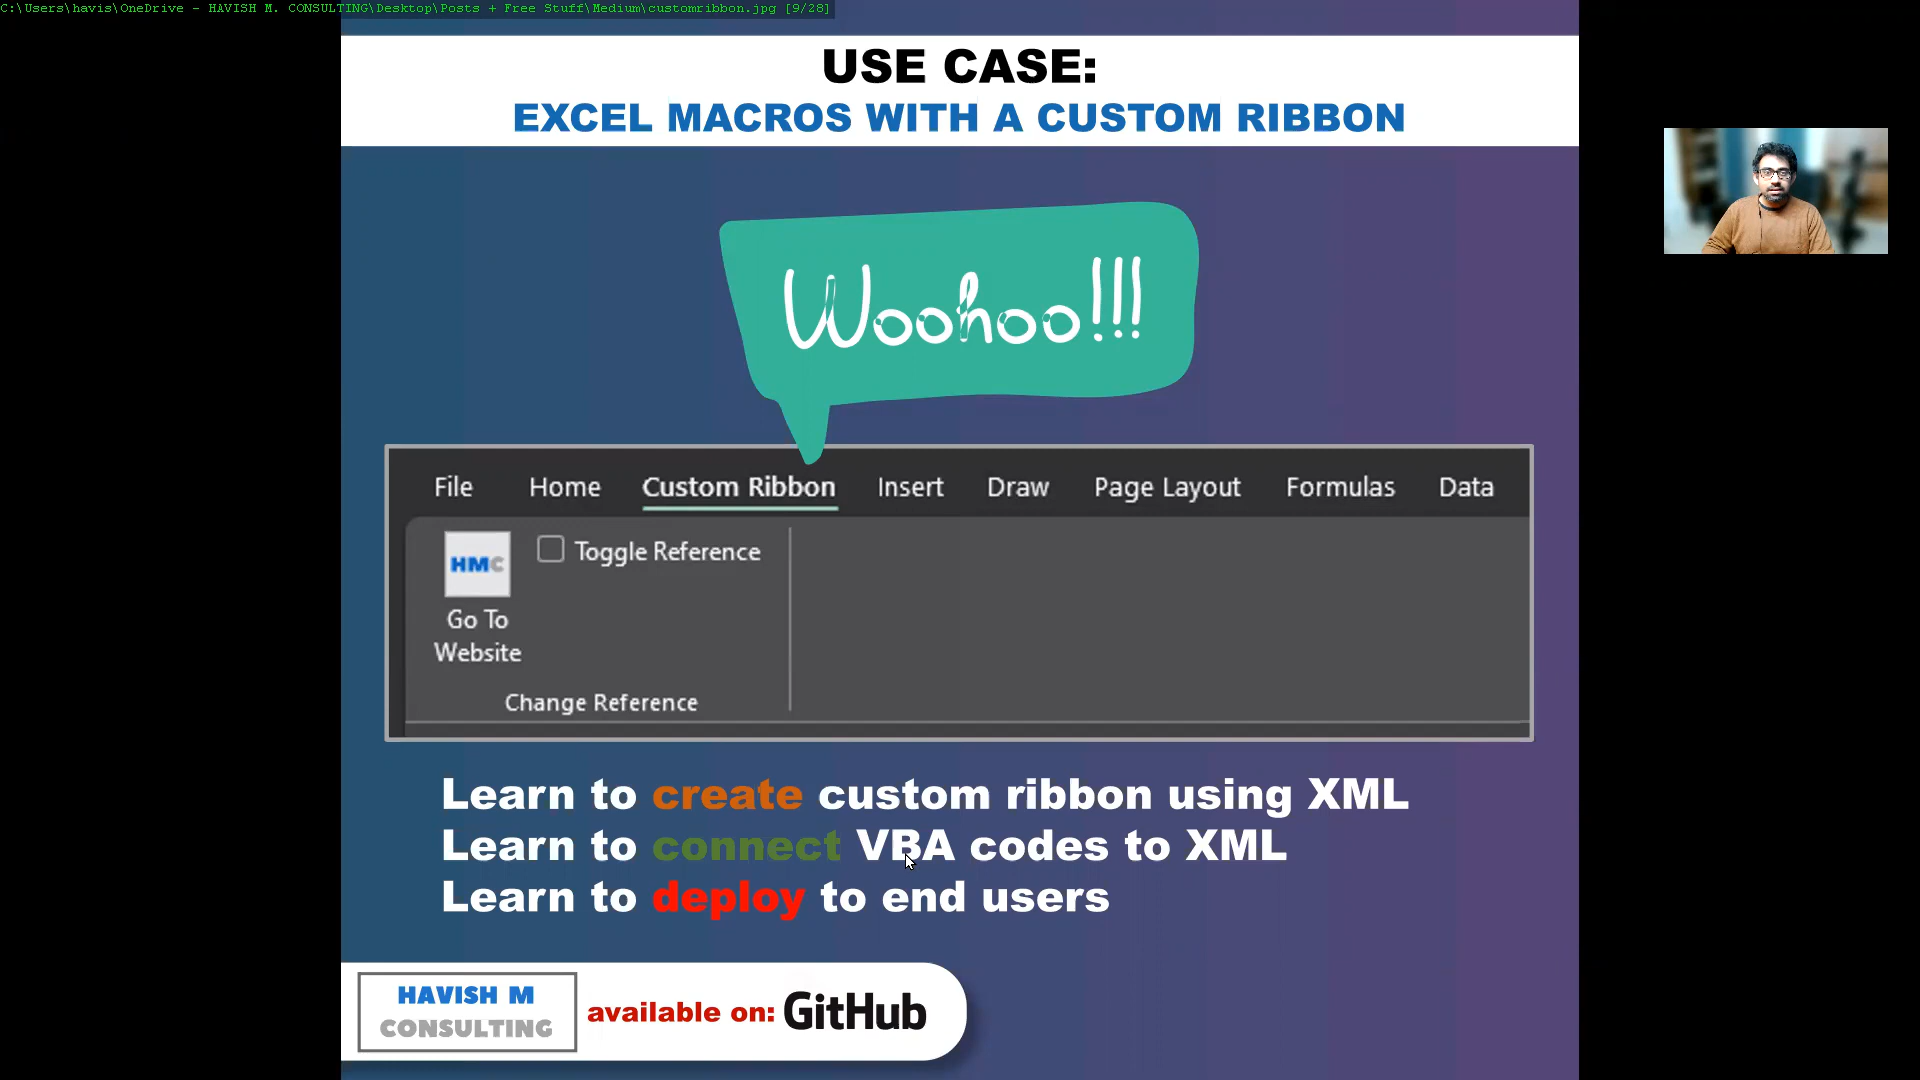 C:\Users\havis\OneDrive - HAVISH M. CONSULTING\Desktop\Posts + Free Stuff\Medium\customribbon.jpg [9/28]
USE CASE:
EXCEL MACROS WITH A CUSTOM RIBBON
Woohoo!!!
File Home Custom Ribbon Insert Draw Page Layout Formulas Data
HMC
Toggle Reference
Go To
Website
Change Reference
Learn to create custom ribbon using XML
Learn to connect VBA codes to XML
Learn to deploy to end users
HAVISH M
CONSULTING
available on: GitHub